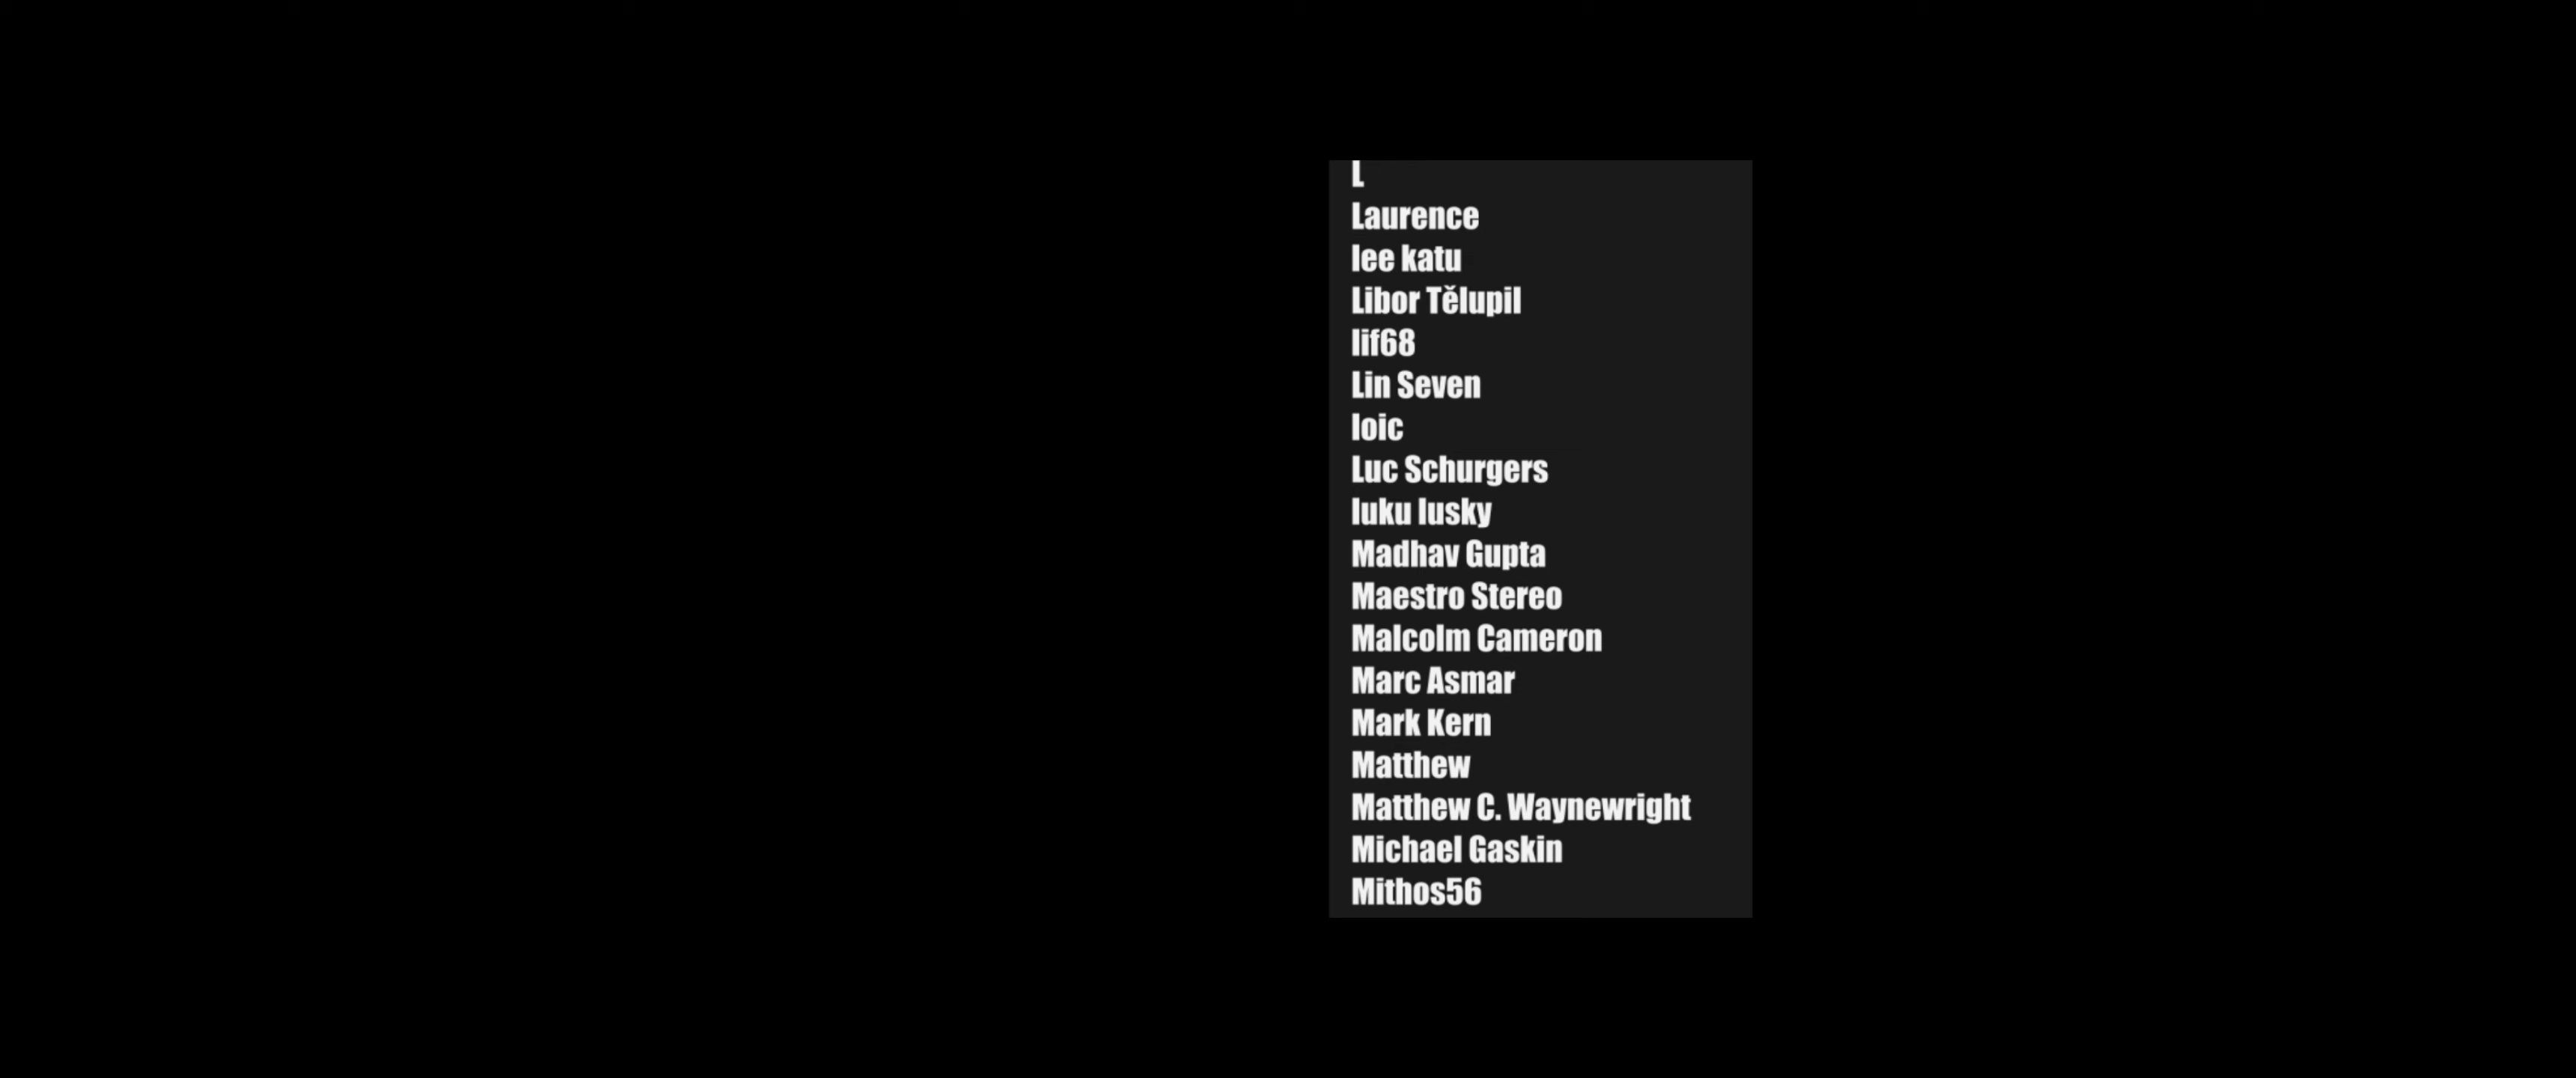 L
Laurence
lee katu
Libor Tělupil
lif68
Lin Seven
loic
Luc Schurgers
luku lusky
Madhav Gupta
Maestro Stereo
Malcolm Cameron
Marc Asmar
Mark Kern
Matthew
Matthew C. Waynewright
Michael Gaskin
Mithos56